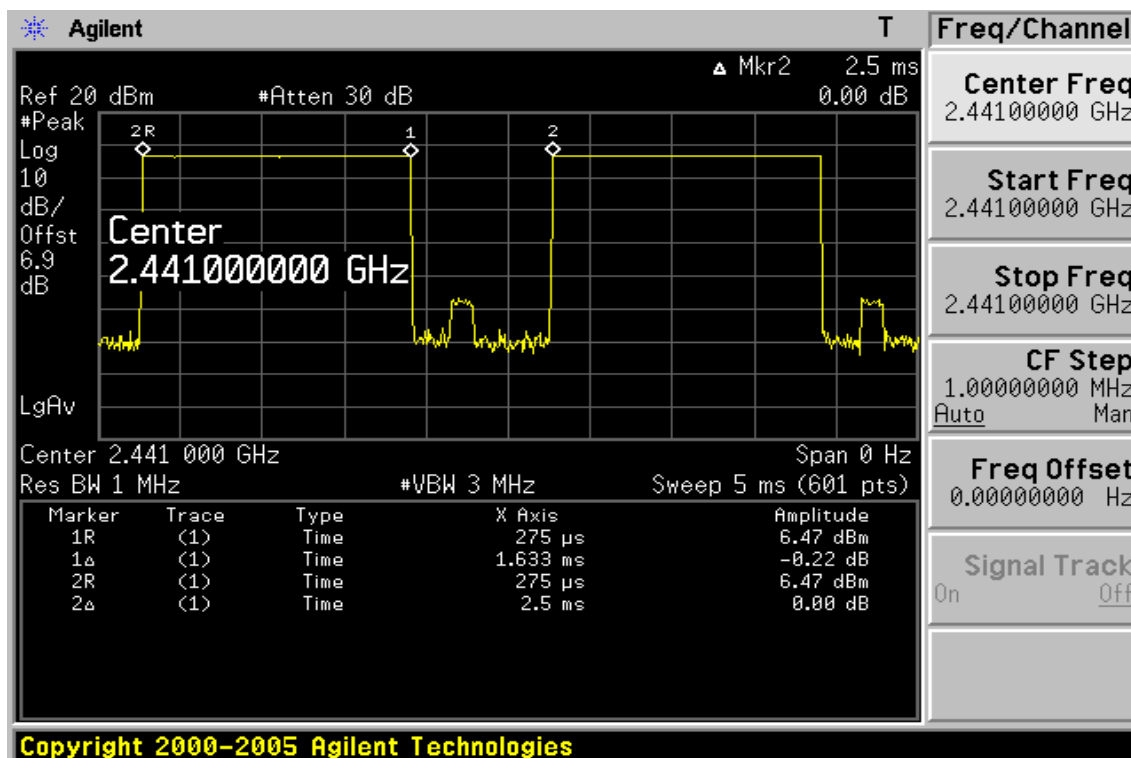 Agilent T
Freq/Channel
Δ Mkr2 2.5 ms
Ref 20 dBm #Atten 30 dB 0.00 dB
#Peak
Log
10
dB/
Offst
6.9
dB
LgAv
2R 1 2
Center
2.441000000 GHz
Center 2.441 000 GHz Span 0 Hz
Res BW 1 MHz #VBW 3 MHz Sweep 5 ms (601 pts)
Marker Trace Type X Axis Amplitude
1R (1) Time 275 µs 6.47 dBm
1Δ (1) Time 1.633 ms -0.22 dB
2R (1) Time 275 µs 6.47 dBm
2Δ (1) Time 2.5 ms 0.00 dB
Center Freq
2.44100000 GHz
Start Freq
2.44100000 GHz
Stop Freq
2.44100000 GHz
CF Step
1.00000000 MHz
Auto Man
Freq Offset
0.00000000 Hz
Signal Track
On Off
Copyright 2000-2005 Agilent Technologies